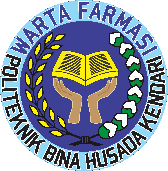 WARTA FARMASI
POLITEKNIK BINA HUSADA KENDARI